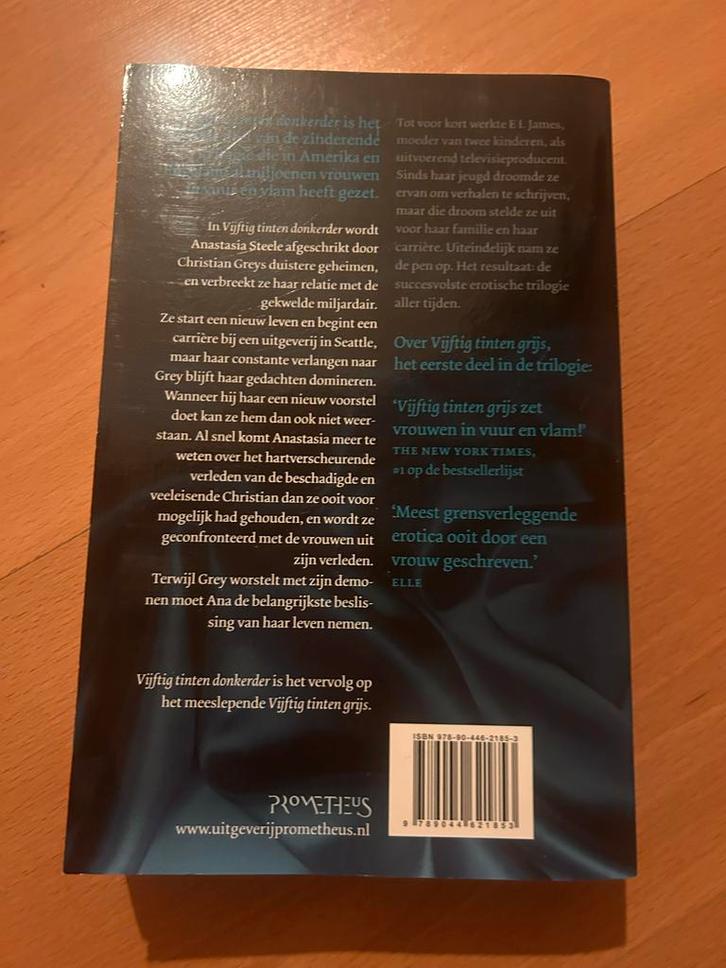 donkerder is het
van de zinderende
die in Amerika en
miljoenen vrouwen
in vuur en vlam heeft gezet.
In Vijftig tinten donkerder wordt
Anastasia Steele afgeschrikt door
Christian Greys duistere geheimen,
en verbreekt ze haar relatie met de
gekwelde miljardair.
Ze start een nieuw leven en begint een
carrière bij een uitgeverij in Seattle,
maar haar constante verlangen naar
Grey blijft haar gedachten domineren.
Wanneer hij haar een nieuw voorstel
doet kan ze hem dan ook niet weer-
staan. Al snel komt Anastasia meer te
weten over het hartverscheurende
verleden van de beschadigde en
veeleisende Christian dan ze ooit voor
mogelijk had gehouden, en wordt ze
geconfronteerd met de vrouwen uit
zijn verleden.
Terwijl Grey worstelt met zijn demo-
nen moet Ana de belangrijkste beslis-
sing van haar leven nemen.
Vijftig tinten donkerder is het vervolg op
het meeslepende Vijftig tinten grijs.
PROMETHEUS
www.uitgeverijprometheus.nl
Tot voor kort werkte E L James,
moeder van twee kinderen, als
uitvoerend televisieproducent.
Sinds haar jeugd droomde ze
ervan om verhalen te schrijven,
maar die droom stelde ze uit
voor haar familie en haar
carrière. Uiteindelijk nam ze
de pen op. Het resultaat: de
succesvolste erotische trilogie
aller tijden.
Over Vijftig tinten grijs,
het eerste deel in de trilogie:
'Vijftig tinten grijs zet
vrouwen in vuur en vlam!'
THE NEW YORK TIMES,
#1 op de bestsellerlijst
'Meest grensverleggende
erotica ooit door een
vrouw geschreven.'
ELLE
ISBN 978-90-446-2185-3
9 789044 621853